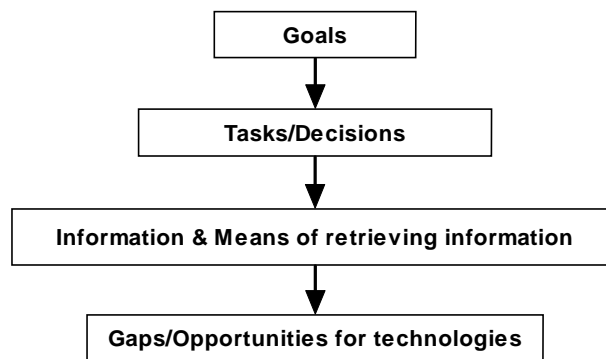 Goals
Tasks/Decisions
Information & Means of retrieving information
Gaps/Opportunities for technologies